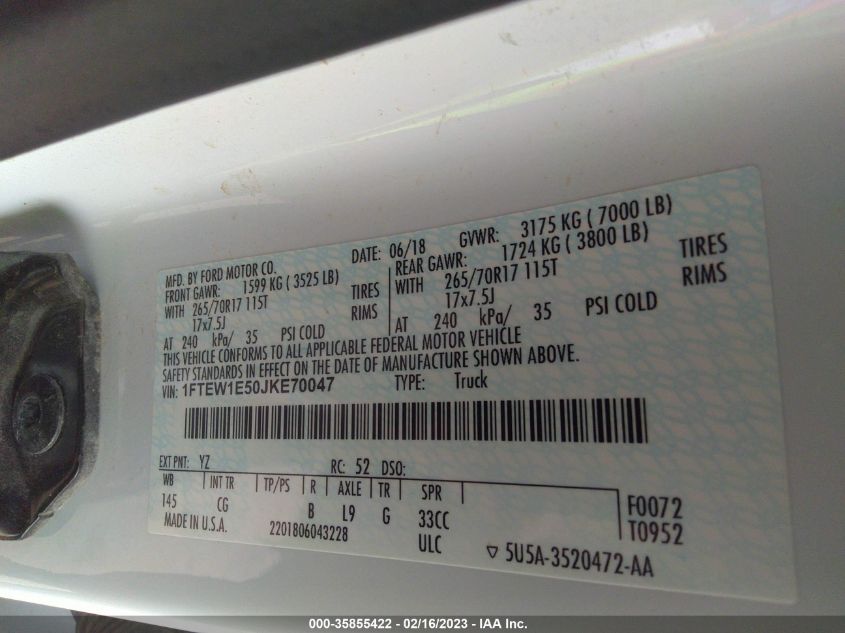 MFD. BY FORD MOTOR CO. DATE: 06/18 GVWR: 3175 KG ( 7000 LB)
FRONT GAWR: 1599 KG ( 3525 LB) REAR GAWR: 1724 KG ( 3800 LB)
WITH 265/70R17 115T TIRES WITH 265/70R17 115T TIRES
17x7.5J RIMS 17x7.5J RIMS
AT 240 kPa/ 35 PSI COLD AT 240 kPa/ 35 PSI COLD
THIS VEHICLE CONFORMS TO ALL APPLICABLE FEDERAL MOTOR VEHICLE
SAFETY STANDARDS IN EFFECT ON THE DATE OF MANUFACTURE SHOWN ABOVE.
VIN: 1FTEW1E50JKE70047 TYPE: Truck
EXT PNT: YZ RC: 52 DSO:
WB INT TR TP/PS R AXLE TR SPR
145 CG B L9 G 33CC F0072
MADE IN U.S.A. 2201806043228 ULC T0952
5U5A-3520472-AA
000-35855422 - 02/16/2023 - IAA Inc.